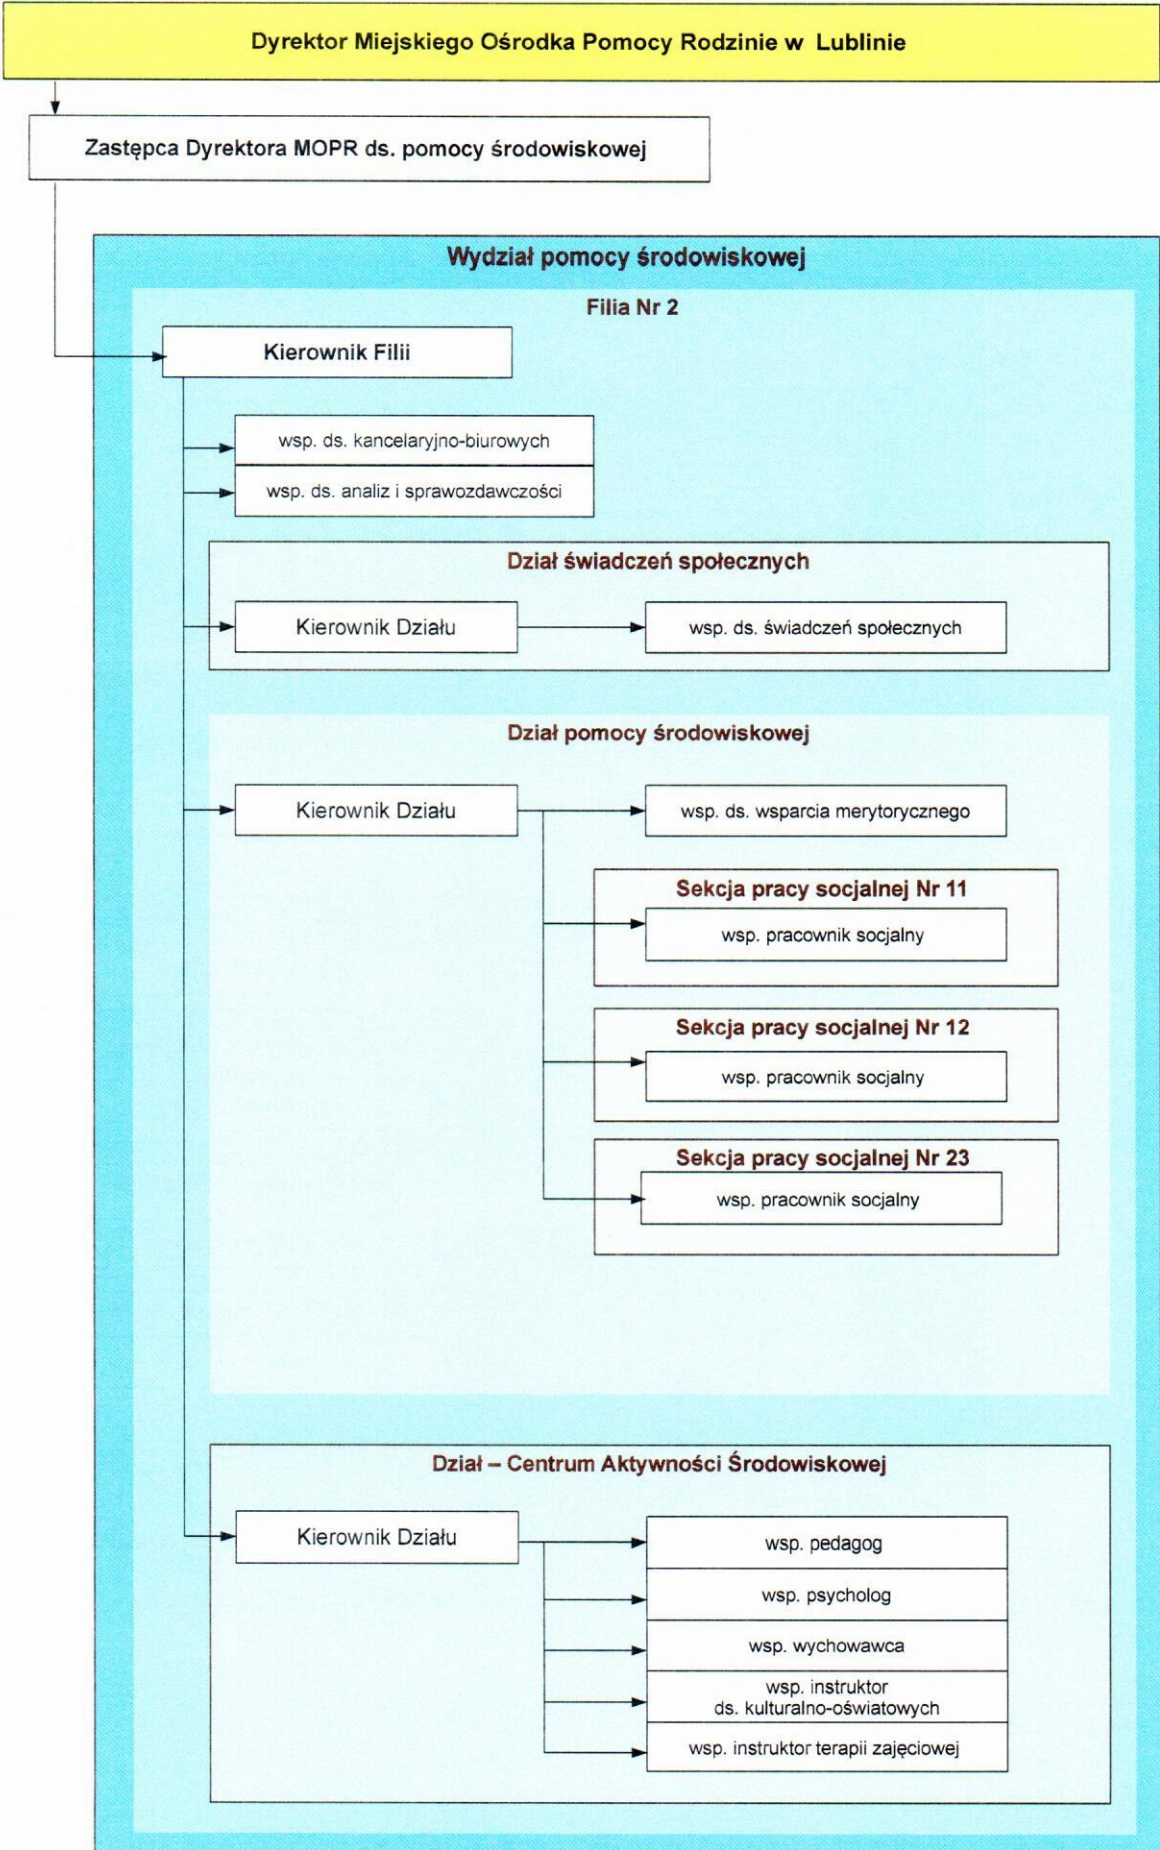 Dyrektor Miejskiego Ośrodka Pomocy Rodzinie w Lublinie
Zastępca Dyrektora MOPR ds. pomocy środowiskowej
Wydział pomocy środowiskowej
Filia Nr 2
Kierownik Filii
wsp. ds. kancelaryjno-biurowych
wsp. ds. analiz i sprawozdawczości
Dział świadczeń społecznych
Kierownik Działu
wsp. ds. świadczeń społecznych
Dział pomocy środowiskowej
Kierownik Działu
wsp. ds. wsparcia merytorycznego
Sekcja pracy socjalnej Nr 11
wsp. pracownik socjalny
Sekcja pracy socjalnej Nr 12
wsp. pracownik socjalny
Sekcja pracy socjalnej Nr 23
wsp. pracownik socjalny
Dział – Centrum Aktywności Środowiskowej
Kierownik Działu
wsp. pedagog
wsp. psycholog
wsp. wychowawca
wsp. instruktor
ds. kulturalno-oświatowych
wsp. instruktor terapii zajęciowej